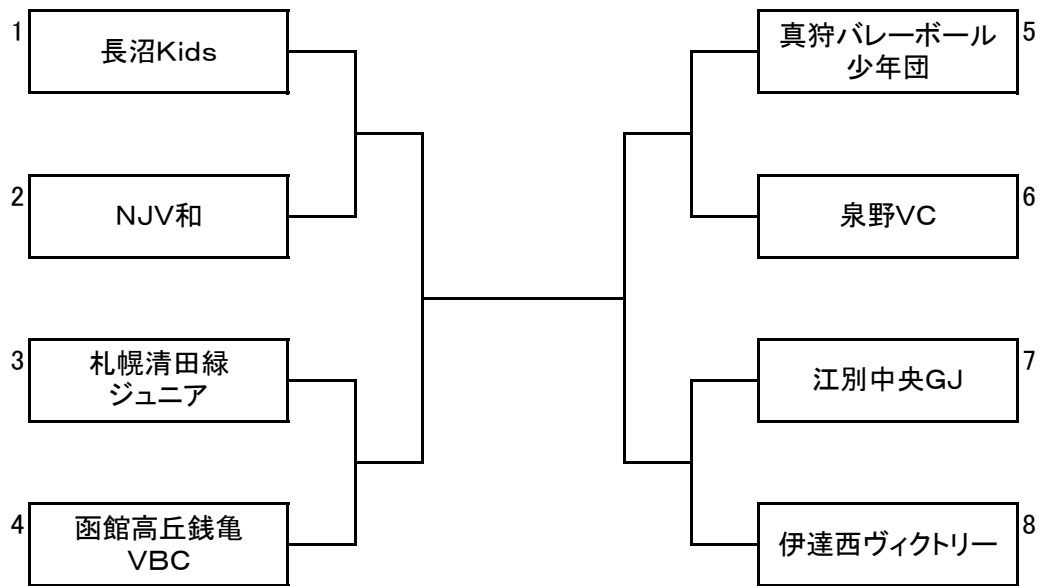 1
長沼Kids
2
NJV和
3
札幌清田緑
ジュニア
4
函館高丘銭亀
VBC
5
真狩バレーボール
少年団
6
泉野VC
7
江別中央GJ
8
伊達西ヴィクトリー